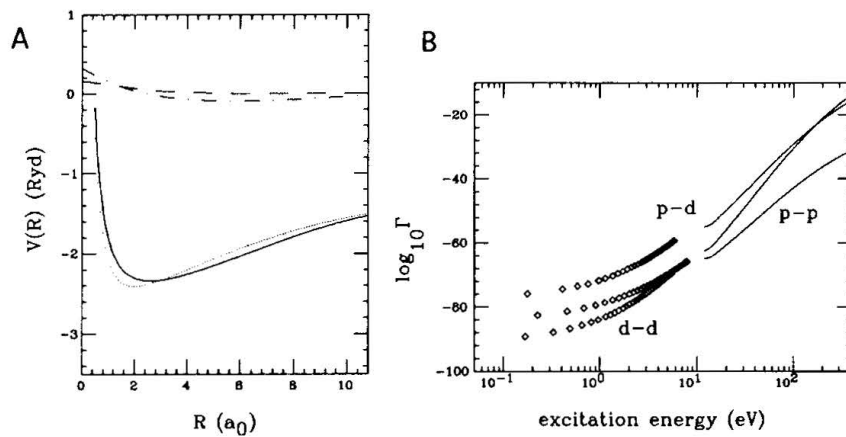 A
V(R) (Ryd)
1
0
-1
-2
-3
0
2
4
6
8
10
R (a0)
B
log10Γ
-20
-40
-60
-80
-100
p-d
p-p
d-d
10-1
100
101
102
excitation energy (eV)